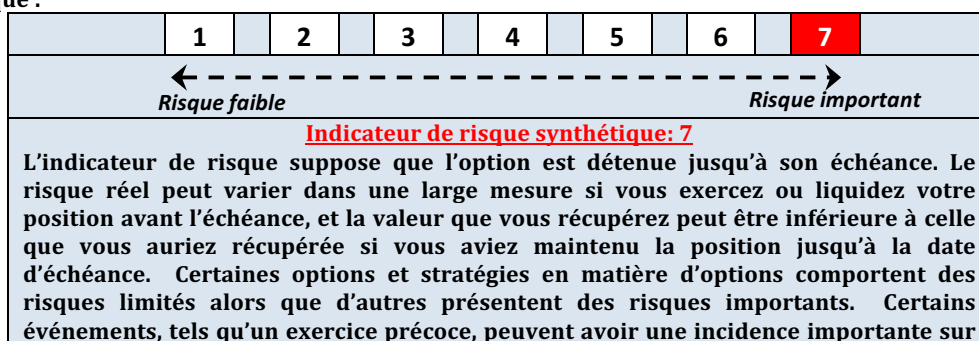 que :
1 2 3 4 5 6 7
Risque faible Risque important
Indicateur de risque synthétique: 7
L'indicateur de risque suppose que l'option est détenue jusqu'à son échéance. Le
risque réel peut varier dans une large mesure si vous exercez ou liquidez votre
position avant l'échéance, et la valeur que vous récupérez peut être inférieure à celle
que vous auriez récupérée si vous aviez maintenu la position jusqu'à la date
d'échéance. Certaines options et stratégies en matière d'options comportent des
risques limités alors que d'autres présentent des risques importants. Certains
événements, tels qu'un exercice précoce, peuvent avoir une incidence importante sur